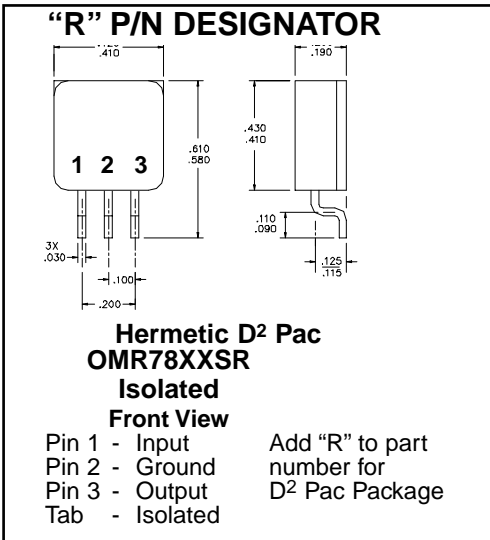 “R” P/N DESIGNATOR
.410
.190
.430
.410
.610
.580
1 2 3
.110
.090
3X
.030
.100
.125
.115
.200
Hermetic D² Pac
OMR78XXSR
Isolated
Front View
Pin 1 - Input
Pin 2 - Ground
Pin 3 - Output
Tab - Isolated
Add “R” to part
number for
D² Pac Package